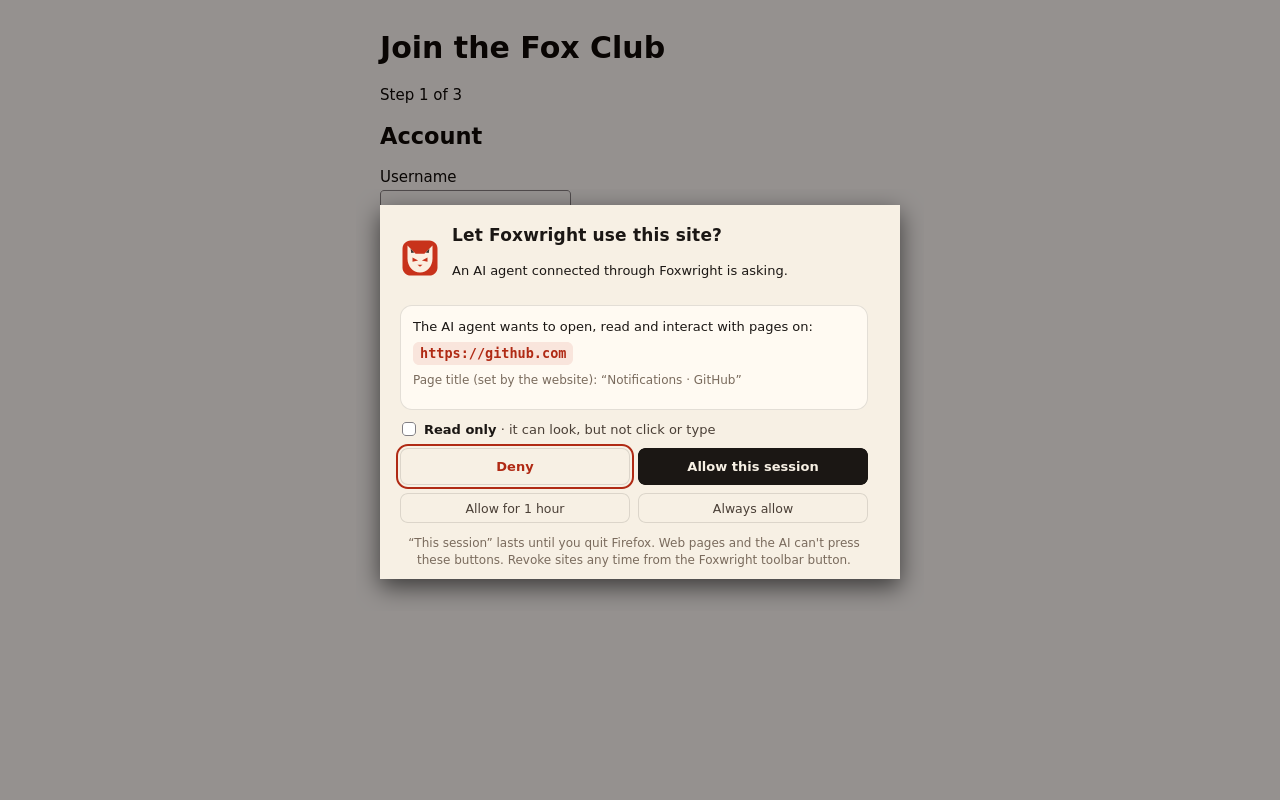 Join the Fox Club
Step 1 of 3
Account
Username
Let Foxwright use this site?
An AI agent connected through Foxwright is asking.
The AI agent wants to open, read and interact with pages on:
https://github.com
Page title (set by the website): “Notifications · GitHub”
Read only · it can look, but not click or type
Deny
Allow this session
Allow for 1 hour
Always allow
“This session” lasts until you quit Firefox. Web pages and the AI can't press
these buttons. Revoke sites any time from the Foxwright toolbar button.